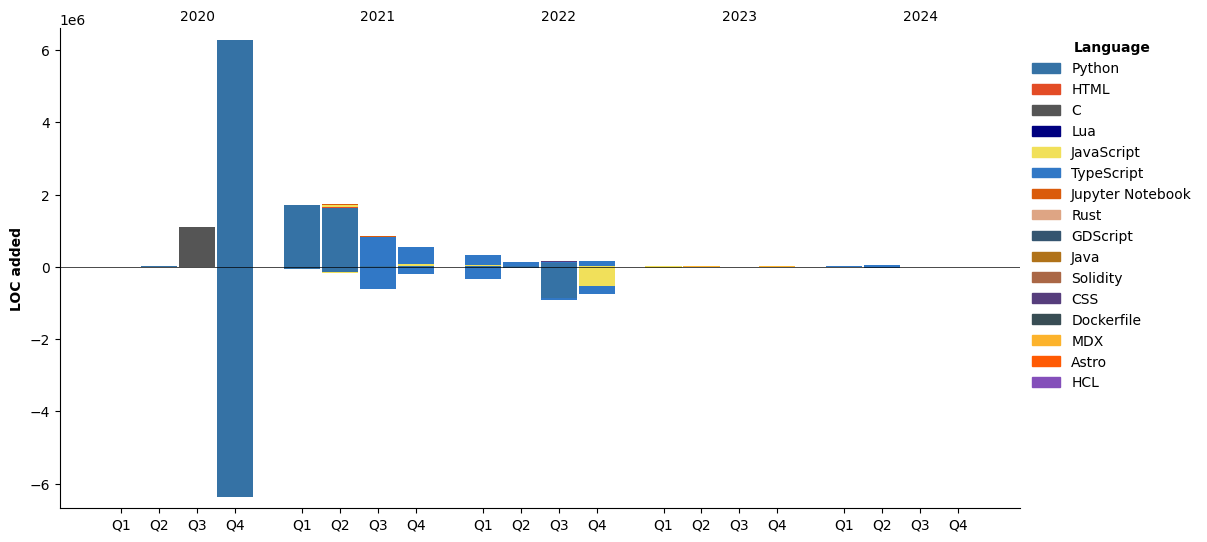 1e6
2020 2021 2022 2023 2024
6
4
2
0
−2
−4
−6
LOC added
Q1 Q2 Q3 Q4 Q1 Q2 Q3 Q4 Q1 Q2 Q3 Q4 Q1 Q2 Q3 Q4 Q1 Q2 Q3 Q4
Language
Python
HTML
C
Lua
JavaScript
TypeScript
Jupyter Notebook
Rust
GDScript
Java
Solidity
CSS
Dockerfile
MDX
Astro
HCL